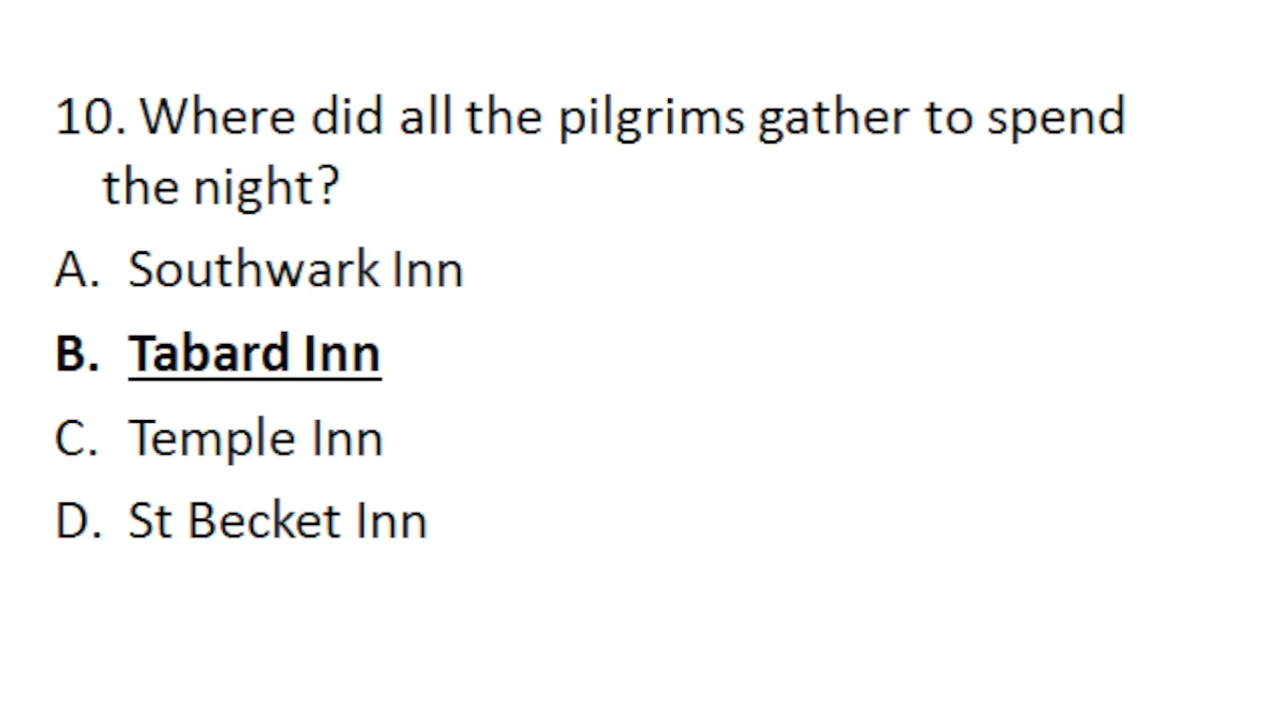 10. Where did all the pilgrims gather to spend
the night?
A. Southwark Inn
B. Tabard Inn
C. Temple Inn
D. St Becket Inn